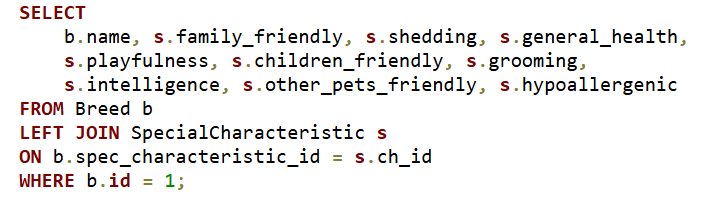 SELECT
b.name, s.family_friendly, s.shedding, s.general_health,
s.playfulness, s.children_friendly, s.grooming,
s.intelligence, s.other_pets_friendly, s.hypoallergenic
FROM Breed b
LEFT JOIN SpecialCharacteristic s
ON b.spec_characteristic_id = s.ch_id
WHERE b.id = 1;